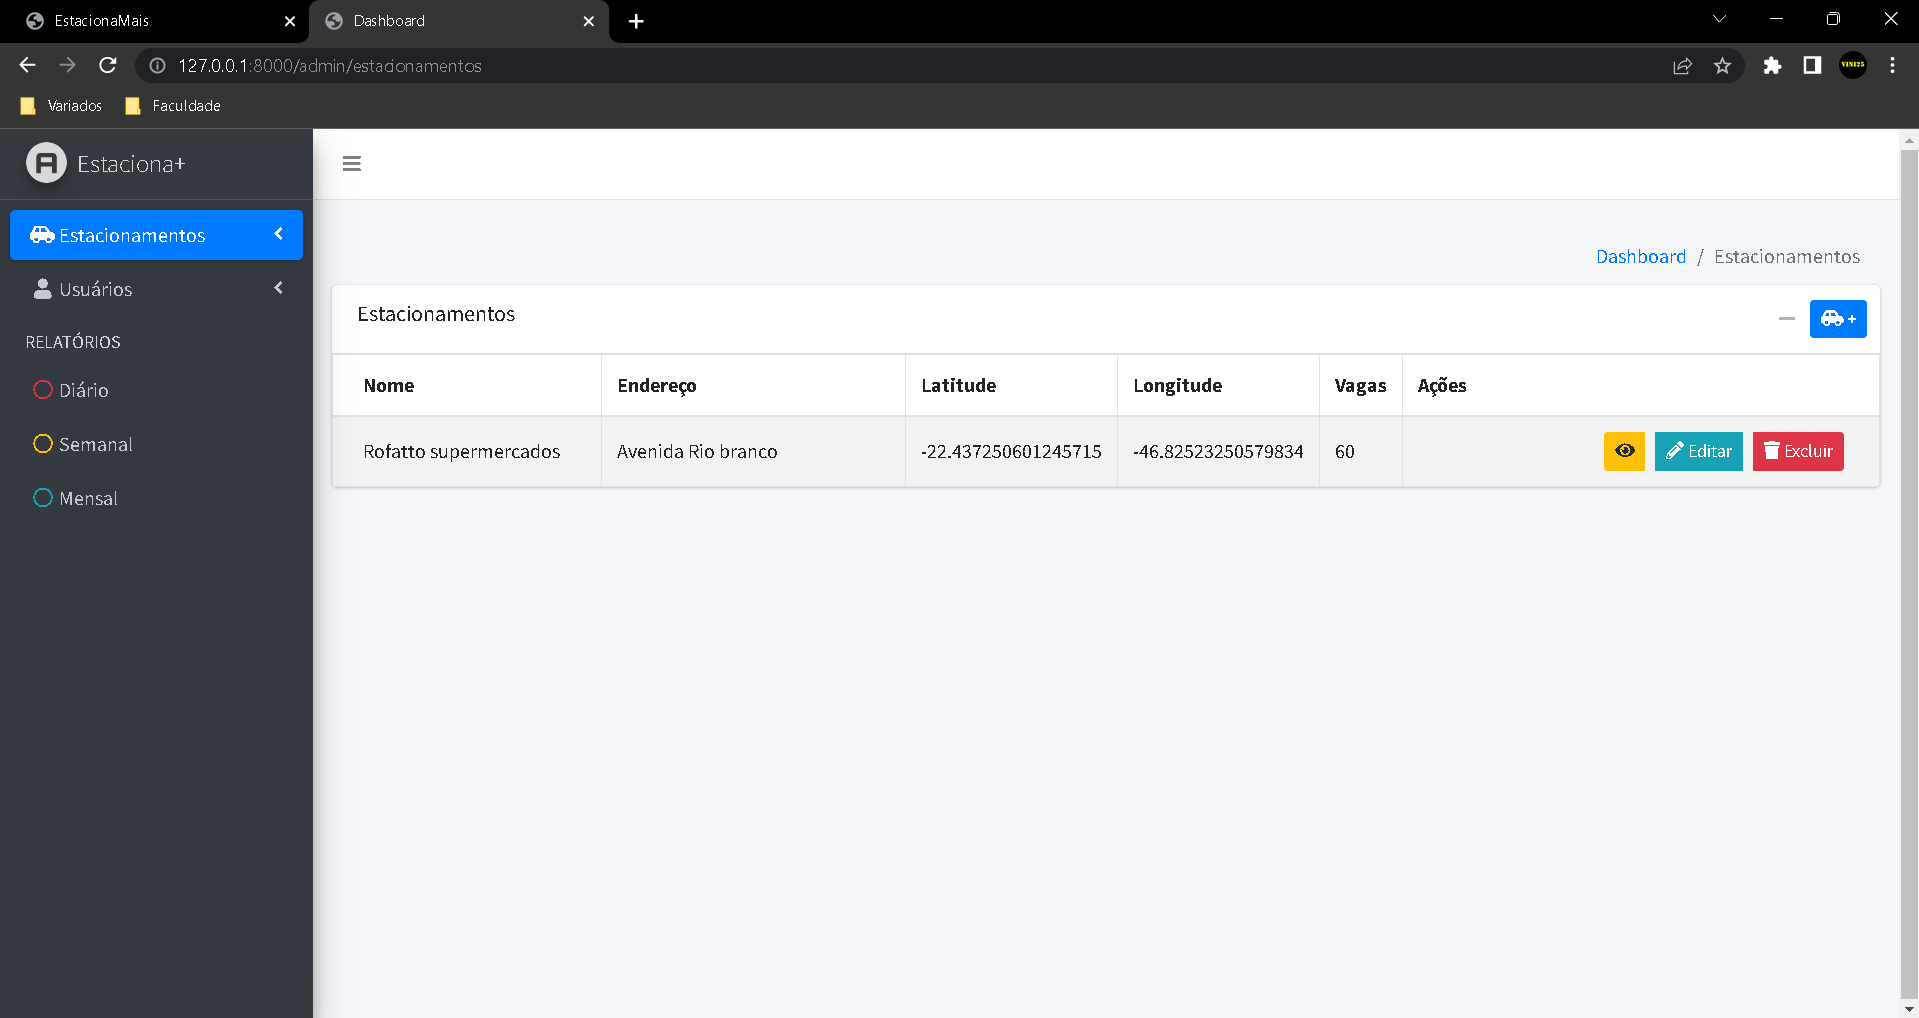 EstacionaMais
Dashboard
127.0.0.1:8000/admin/estacionamentos
VINI25
Variados
Faculdade
Estaciona+
Estacionamentos
Usuários
RELATÓRIOS
Diário
Semanal
Mensal
Dashboard / Estacionamentos
Estacionamentos
+
Nome Endereço Latitude Longitude Vagas Ações
Rofatto supermercados Avenida Rio branco -22.437250601245715 -46.82523250579834 60 Editar Excluir